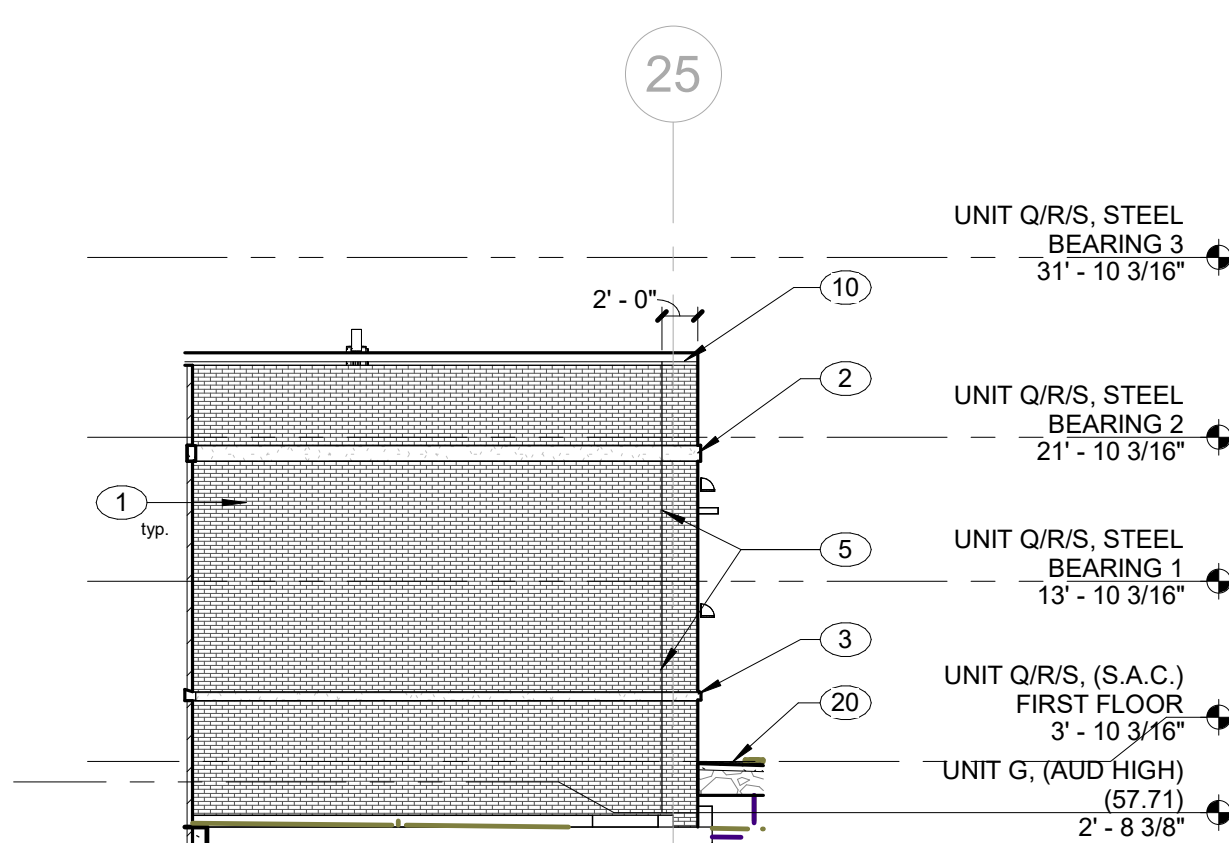 25
UNIT Q/R/S, STEEL
BEARING 3
31' - 10 3/16"
2' - 0"
10
2
UNIT Q/R/S, STEEL
BEARING 2
21' - 10 3/16"
1
typ.
5
UNIT Q/R/S, STEEL
BEARING 1
13' - 10 3/16"
3
UNIT Q/R/S, (S.A.C.)
FIRST FLOOR
3' - 10 3/16"
20
UNIT G, (AUD HIGH)
(57.71)
2' - 8 3/8"